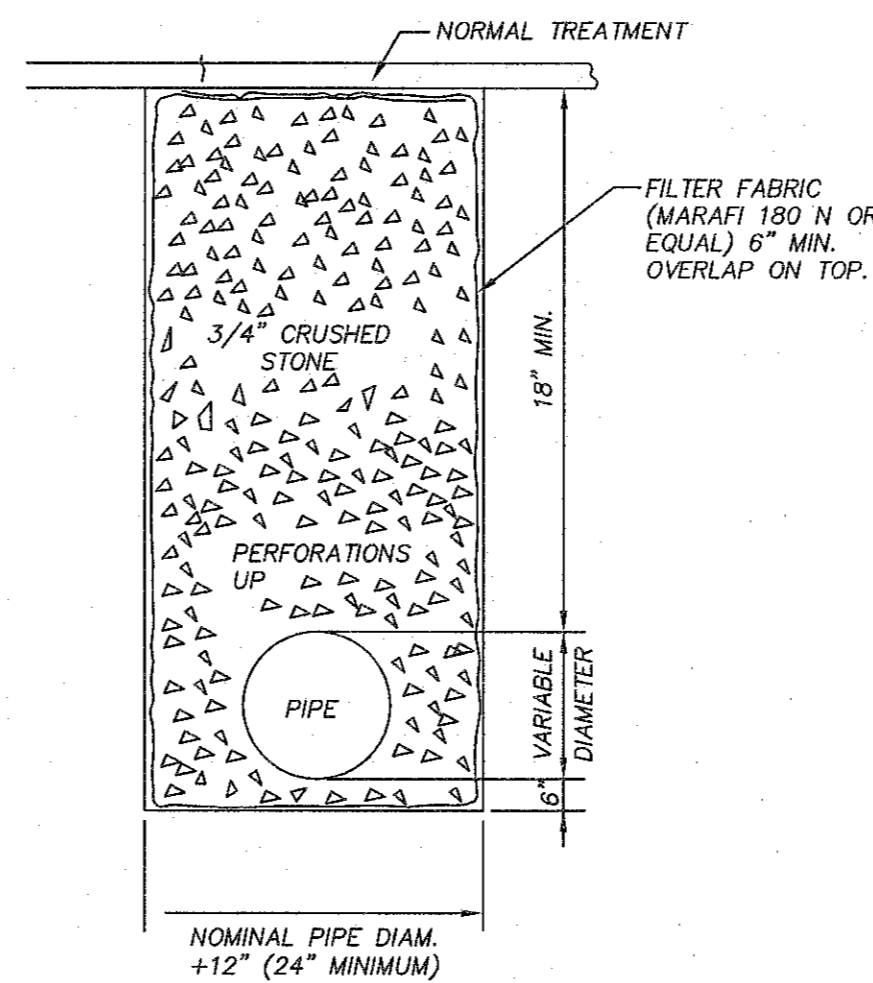 NORMAL TREATMENT
FILTER FABRIC
(MARAFI 180 N OR
EQUAL) 6" MIN.
OVERLAP ON TOP.
3/4" CRUSHED
STONE
18" MIN.
PERFORATIONS
UP
PIPE
VARIABLE
DIAMETER
6"
NOMINAL PIPE DIAM.
+12" (24" MINIMUM)